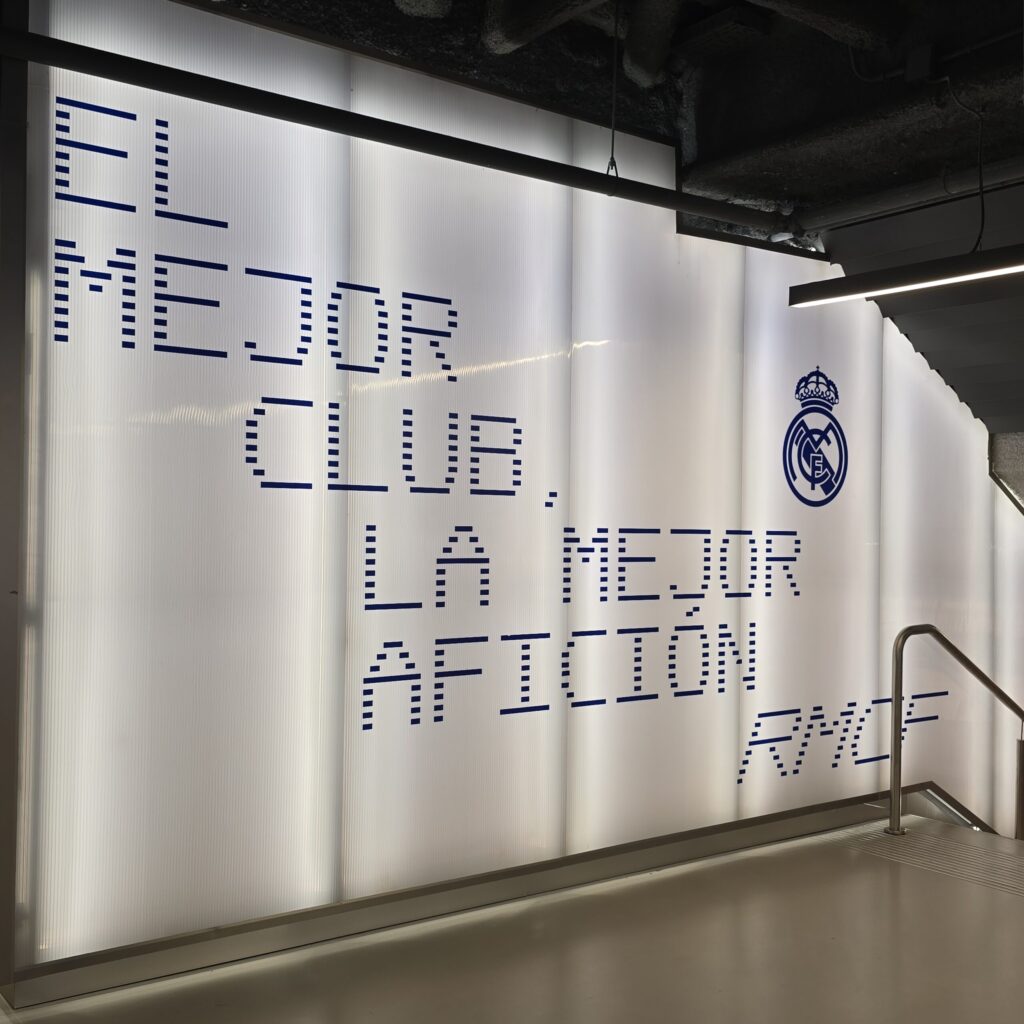 EL
MEJOR
CLUB,
LA MEJOR
AFICIÓN
RMCF